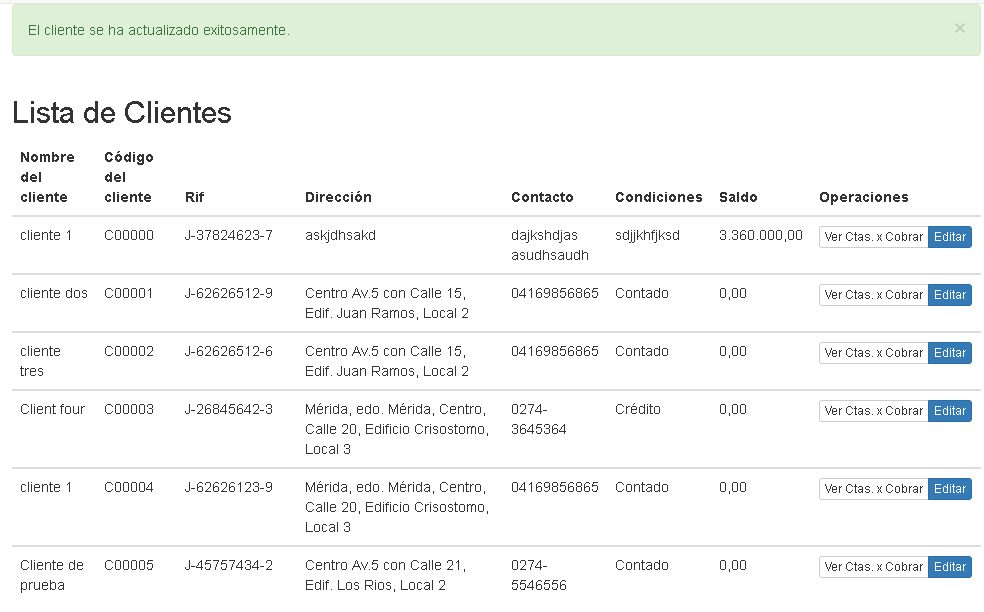 El cliente se ha actualizado exitosamente. ×
Lista de Clientes
Nombre del cliente Código del cliente Rif Dirección Contacto Condiciones Saldo Operaciones
cliente 1 C00000 J-37824623-7 askjdhsakd dajkshdjas sdjjkhfjksd 3.360.000,00 Ver Ctas. x Cobrar Editar
asudhsaudh
cliente dos C00001 J-62626512-9 Centro Av.5 con Calle 15, 04169856865 Contado 0,00 Ver Ctas. x Cobrar Editar
Edif. Juan Ramos, Local 2
cliente C00002 J-62626512-6 Centro Av.5 con Calle 15, 04169856865 Contado 0,00 Ver Ctas. x Cobrar Editar
tres Edif. Juan Ramos, Local 2
Client four C00003 J-26845642-3 Mérida, edo. Mérida, Centro, 0274- Crédito 0,00 Ver Ctas. x Cobrar Editar
Calle 20, Edificio Crisostomo, 3645364
Local 3
cliente 1 C00004 J-62626123-9 Mérida, edo. Mérida, Centro, 04169856865 Contado 0,00 Ver Ctas. x Cobrar Editar
Calle 20, Edificio Crisostomo,
Local 3
Cliente de C00005 J-45757434-2 Centro Av.5 con Calle 21, 0274- Contado 0,00 Ver Ctas. x Cobrar Editar
prueba Edif. Los Rios, Local 2 5546556